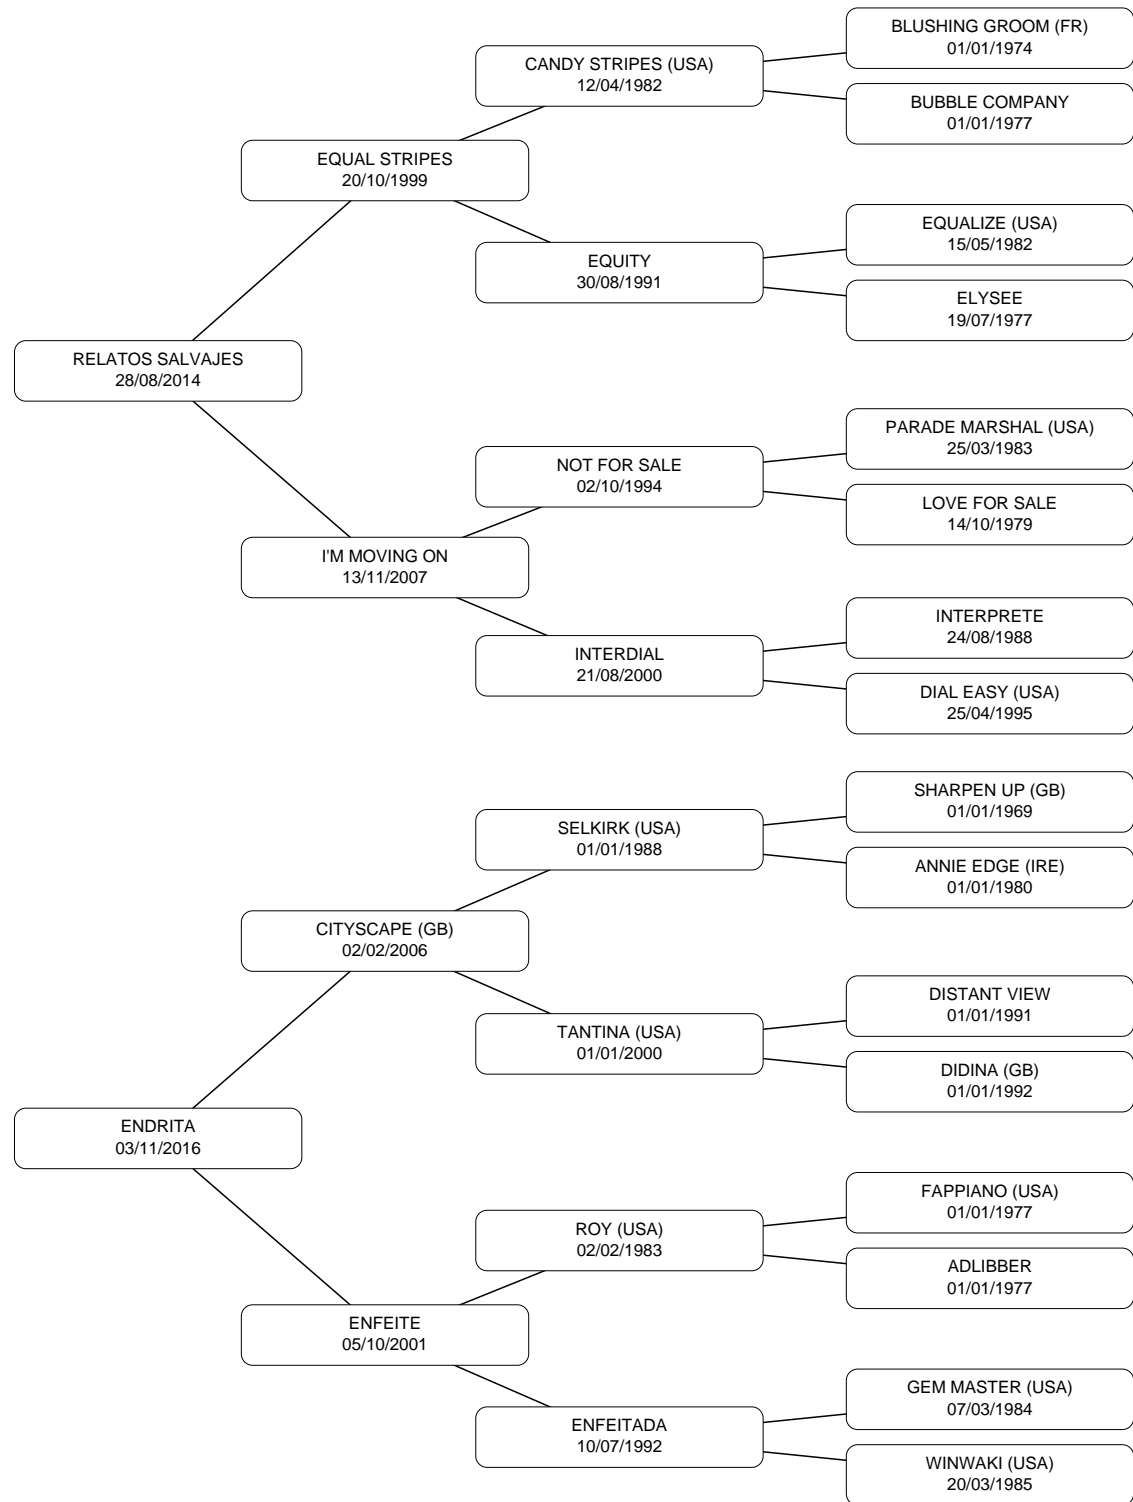 BLUSHING GROOM (FR)
01/01/1974
CANDY STRIPES (USA)
12/04/1982
BUBBLE COMPANY
01/01/1977
EQUAL STRIPES
20/10/1999
EQUALIZE (USA)
15/05/1982
EQUITY
30/08/1991
ELYSEE
19/07/1977
RELATOS SALVAJES
28/08/2014
PARADE MARSHAL (USA)
25/03/1983
NOT FOR SALE
02/10/1994
LOVE FOR SALE
14/10/1979
I'M MOVING ON
13/11/2007
INTERPRETE
24/08/1988
INTERDIAL
21/08/2000
DIAL EASY (USA)
25/04/1995
SHARPEN UP (GB)
01/01/1969
SELKIRK (USA)
01/01/1988
ANNIE EDGE (IRE)
01/01/1980
CITYSCAPE (GB)
02/02/2006
DISTANT VIEW
01/01/1991
TANTINA (USA)
01/01/2000
DIDINA (GB)
01/01/1992
ENDRITA
03/11/2016
FAPPIANO (USA)
01/01/1977
ROY (USA)
02/02/1983
ADLIBBER
01/01/1977
ENFEITE
05/10/2001
GEM MASTER (USA)
07/03/1984
ENFEITADA
10/07/1992
WINWAKI (USA)
20/03/1985